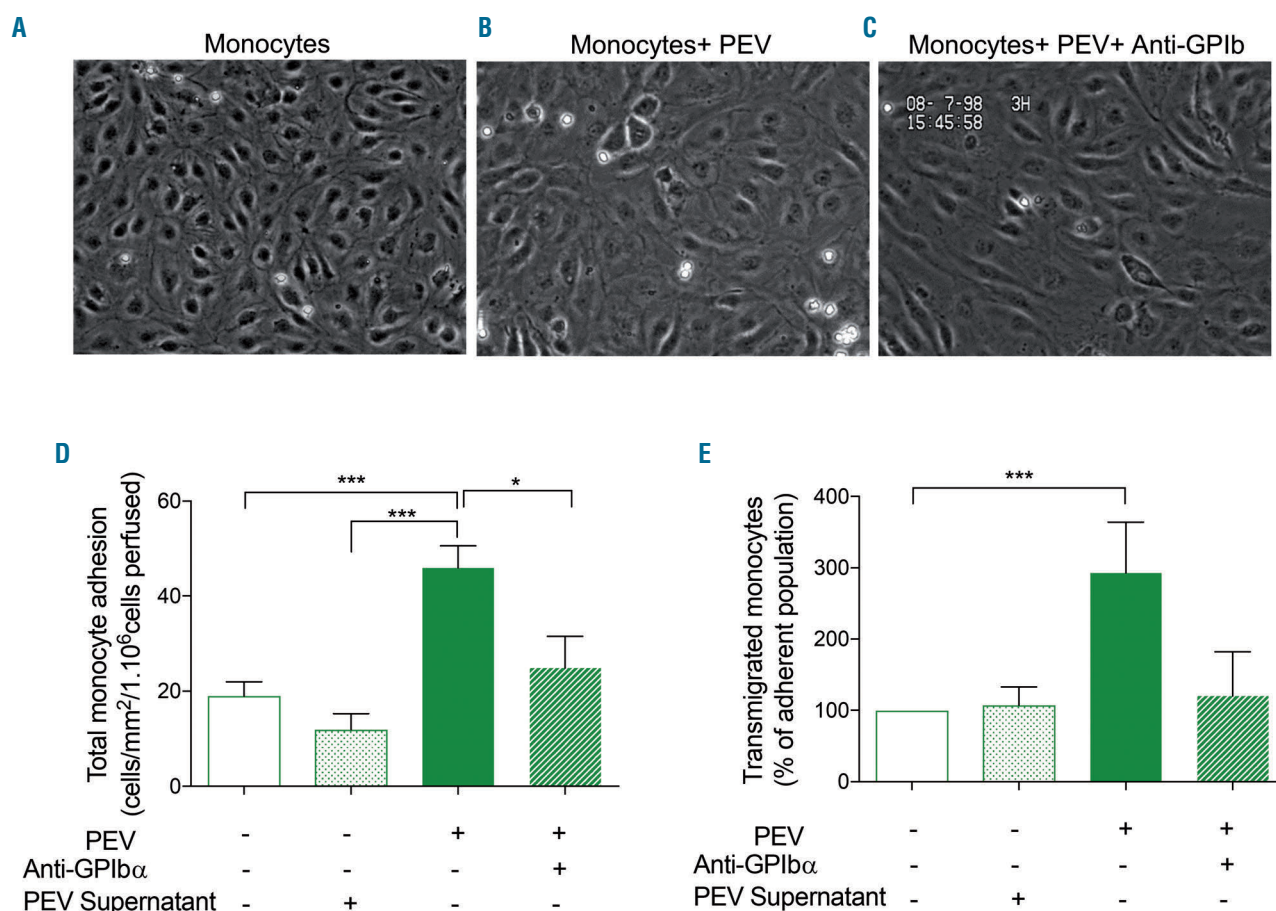 A
Monocytes
B
Monocytes+ PEV
C
Monocytes+ PEV+ Anti-GPIb
08- 7-98 3H
15:45:58
D
Total monocyte adhesion
(cells/mm²/1.10⁶cells perfused)
60
40
20
0
***
***
*
PEV - - + +
Anti-GPIbα - - - +
PEV Supernatant - + - -
E
Transmigrated monocytes
(% of adherent population)
400
300
200
100
0
***
PEV - - + +
Anti-GPIbα - - - +
PEV Supernatant - + - -